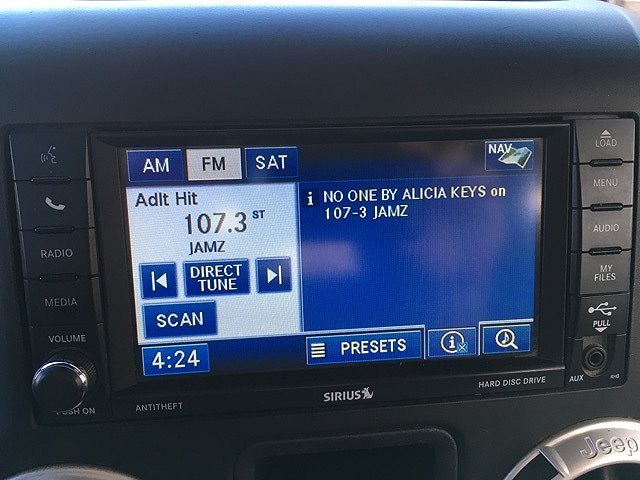 LOAD
AM FM SAT NAV
MENU
Adlt Hit
107.3 ST
JAMZ
i NO ONE BY ALICIA KEYS on
107-3 JAMZ
AUDIO
RADIO
DIRECT
TUNE
MY
FILES
MEDIA
SCAN
PULL
VOLUME
4:24
PRESETS
i
AUX RHB
PUSH ON
ANTITHEFT
SIRIUS
HARD DISC DRIVE
Jeep